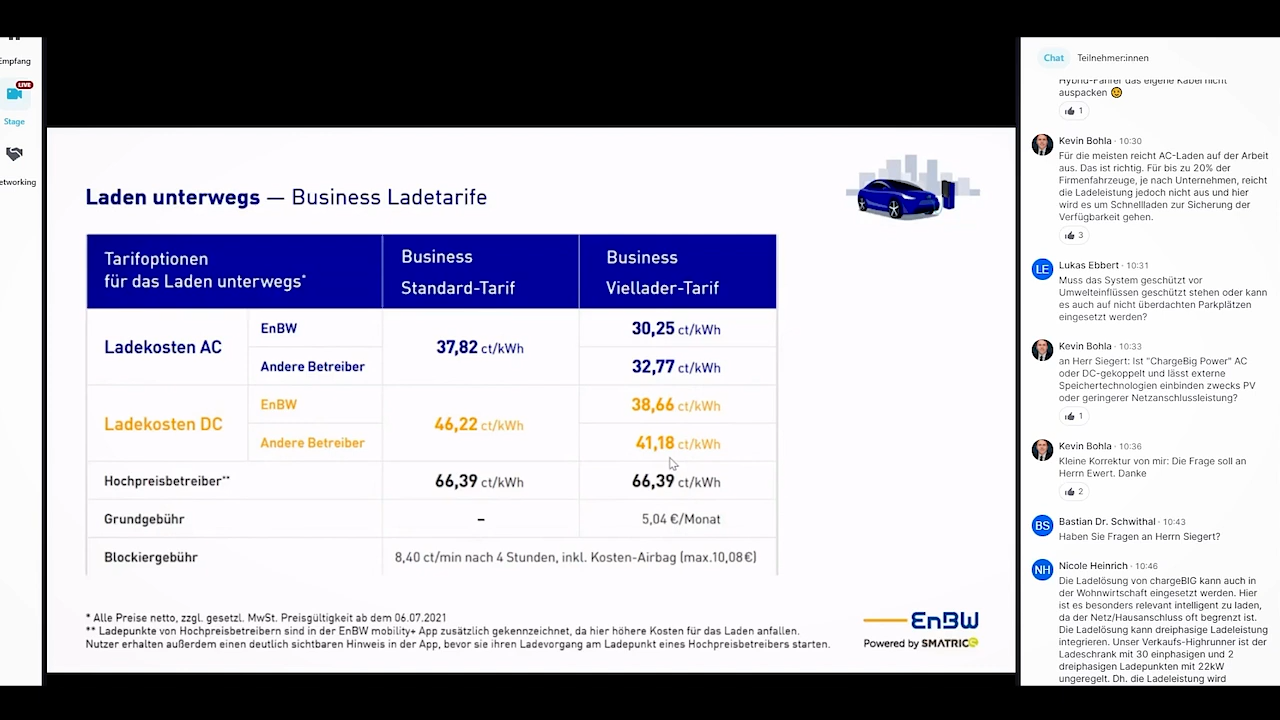 Empfang
LIVE
Stage
etworking
Laden unterwegs — Business Ladetarife
Tarifoptionen
für das Laden unterwegs*
Business
Standard-Tarif
Business
Viellader-Tarif
Ladekosten AC
EnBW
Andere Betreiber
37,82 ct/kWh
30,25 ct/kWh
32,77 ct/kWh
Ladekosten DC
EnBW
Andere Betreiber
46,22 ct/kWh
38,66 ct/kWh
41,18 ct/kWh
Hochpreisbetreiber** 66,39 ct/kWh 66,39 ct/kWh
Grundgebühr – 5,04 €/Monat
Blockiergebühr 8,40 ct/min nach 4 Stunden, inkl. Kosten-Airbag (max.10,08€)
* Alle Preise netto, zzgl. gesetzl. MwSt. Preisgültigkeit ab dem 06.07.2021
** Ladepunkte von Hochpreisbetreibern sind in der EnBW mobility+ App zusätzlich gekennzeichnet, da hier höhere Kosten für das Laden anfallen.
Nutzer erhalten außerdem einen deutlich sichtbaren Hinweis in der App, bevor sie ihren Ladevorgang am Ladepunkt eines Hochpreisbetreibers starten.
EnBW
Powered by SMATRICS
Chat Teilnehmer:innen
Hybrid-Fahrer das eigene Kabel nicht
auspacken 😉
1
Kevin Bohla · 10:30
Für die meisten reicht AC-Laden auf der Arbeit
aus. Das ist richtig. Für bis zu 20% der
Firmenfahrzeuge, je nach Unternehmen, reicht
die Ladeleistung jedoch nicht aus und hier
wird es um Schnellladen zur Sicherung der
Verfügbarkeit gehen.
3
LE
Lukas Ebbert · 10:31
Muss das System geschützt vor
Umwelteinflüssen geschützt stehen oder kann
es auch auf nicht überdachten Parkplätzen
eingesetzt werden?
Kevin Bohla · 10:33
an Herr Siegert: Ist "ChargeBig Power" AC
oder DC-gekoppelt und lässt externe
Speichertechnologien einbinden zwecks PV
oder geringerer Netzanschlussleistung?
1
Kevin Bohla · 10:36
Kleine Korrektur von mir: Die Frage soll an
Herrn Ewert. Danke
2
BS
Bastian Dr. Schwithal · 10:43
Haben Sie Fragen an Herrn Siegert?
NH
Nicole Heinrich · 10:46
Die Ladelösung von chargeBIG kann auch in
der Wohnwirtschaft eingesetzt werden. Hier
ist es besonders relevant intelligent zu laden,
da der Netz/Hausanschluss oft begrenzt ist.
Die Ladelösung kann dreiphasige Ladeleistung
integrieren. Unser Verkaufs-Highrunner ist der
Ladeschrank mit 30 einphasigen und 2
dreiphasigen Ladepunkten mit 22kW
ungeregelt. Dh. die Ladeleistung wird